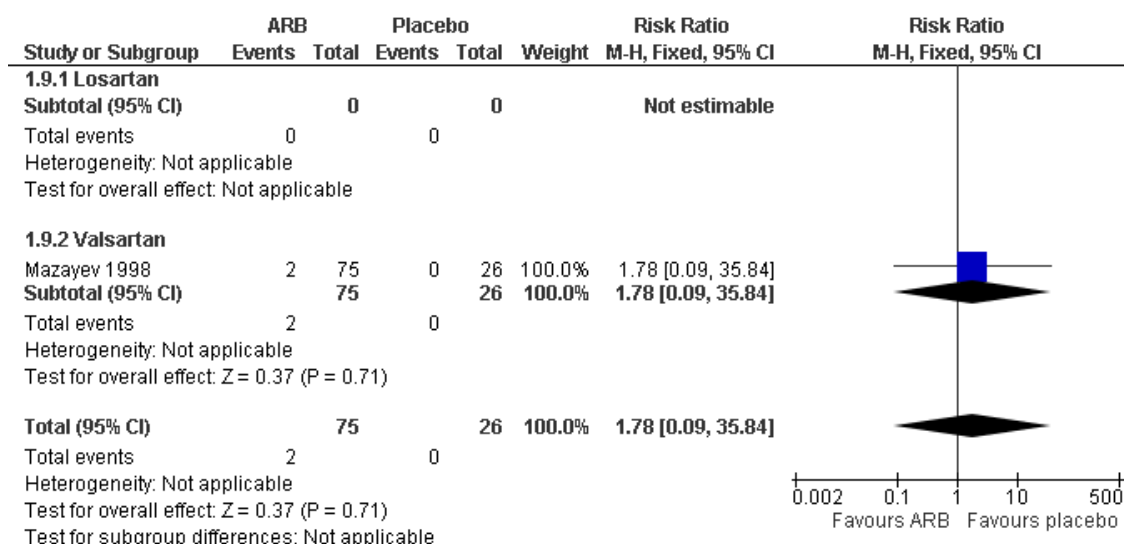 ARB Placebo Risk Ratio Risk Ratio
Study or Subgroup Events Total Events Total Weight M-H, Fixed, 95% CI M-H, Fixed, 95% CI
1.9.1 Losartan
Subtotal (95% CI) 0 0 Not estimable
Total events 0 0
Heterogeneity: Not applicable
Test for overall effect: Not applicable
1.9.2 Valsartan
Mazayev 1998 2 75 0 26 100.0% 1.78 [0.09, 35.84]
Subtotal (95% CI) 75 26 100.0% 1.78 [0.09, 35.84]
Total events 2 0
Heterogeneity: Not applicable
Test for overall effect: Z = 0.37 (P = 0.71)
Total (95% CI) 75 26 100.0% 1.78 [0.09, 35.84]
Total events 2 0
Heterogeneity: Not applicable
Test for overall effect: Z = 0.37 (P = 0.71)
Test for subgroup differences: Not applicable
0.002 0.1 1 10 500
Favours ARB Favours placebo